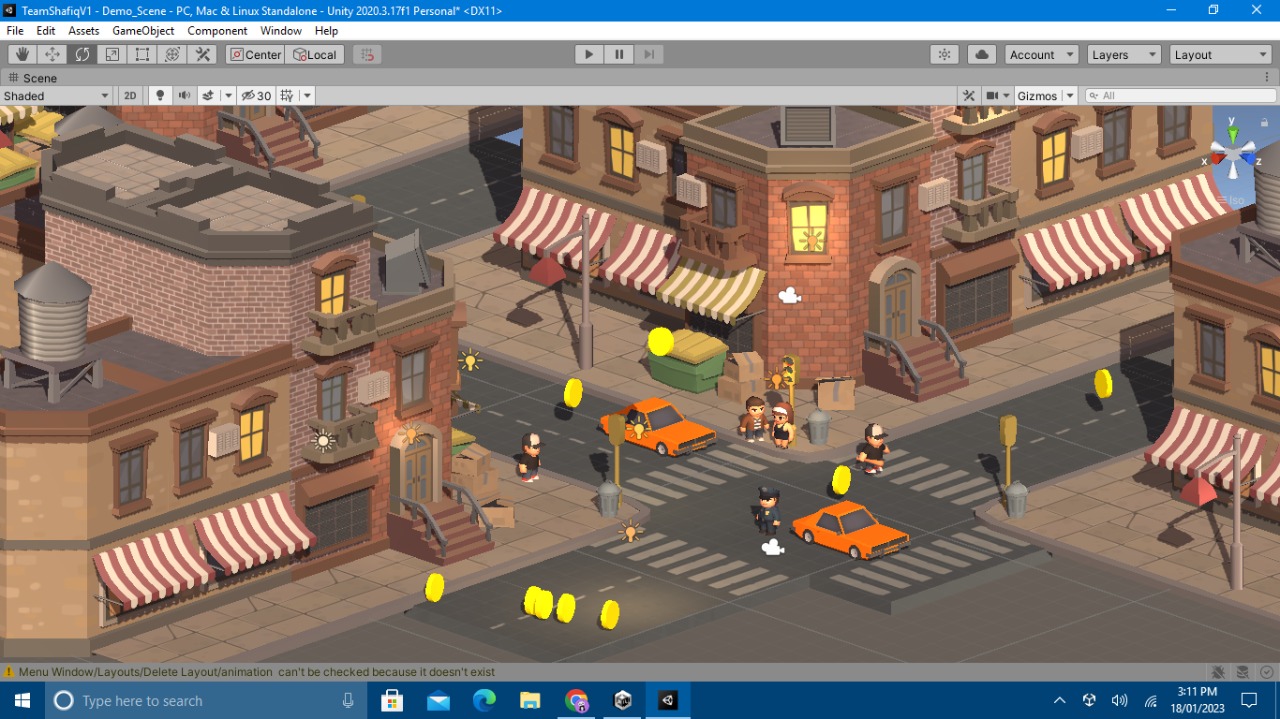 TeamShafiqV1 - Demo_Scene - PC, Mac & Linux Standalone - Unity 2020.3.17f1 Personal* <DX11>
File Edit Assets GameObject Component Window Help
Center Local Account Layers Layout
Scene
Shaded 2D 30 Gizmos All
y
x z
Iso
Menu Window/Layouts/Delete Layout/animation can't be checked because it doesn't exist
Type here to search
3:11 PM
18/01/2023